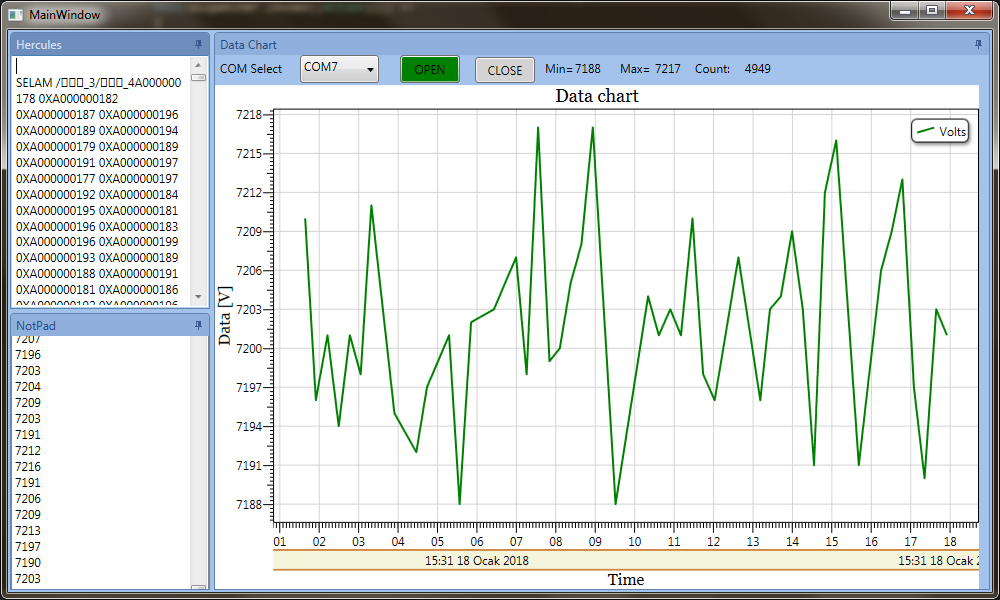 MainWindow
Hercules
SELAM /□□□_3/□□□_4A000000
178 0XA000000182
0XA000000187 0XA000000196
0XA000000189 0XA000000194
0XA000000179 0XA000000189
0XA000000191 0XA000000197
0XA000000177 0XA000000197
0XA000000192 0XA000000184
0XA000000195 0XA000000181
0XA000000196 0XA000000183
0XA000000196 0XA000000199
0XA000000193 0XA000000189
0XA000000188 0XA000000191
0XA000000181 0XA000000186
NotPad
7207
7196
7203
7204
7209
7203
7191
7212
7216
7191
7206
7209
7213
7197
7190
7203
Data Chart
COM Select COM7 OPEN CLOSE Min= 7188 Max= 7217 Count: 4949
Data chart
Volts
Data [V]
7218
7215
7212
7209
7206
7203
7200
7197
7194
7191
7188
01 02 03 04 05 06 07 08 09 10 11 12 13 14 15 16 17 18
15:31 18 Ocak 2018 15:31 18 Ocak 2
Time